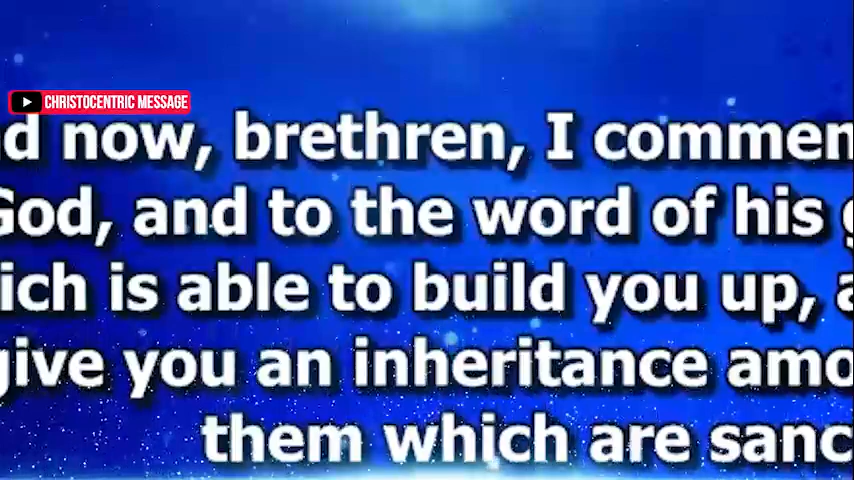 CHRISTOCENTRIC MESSAGE
d now, brethren, I commen
God, and to the word of his g
ich is able to build you up, a
give you an inheritance amo
them which are sanc